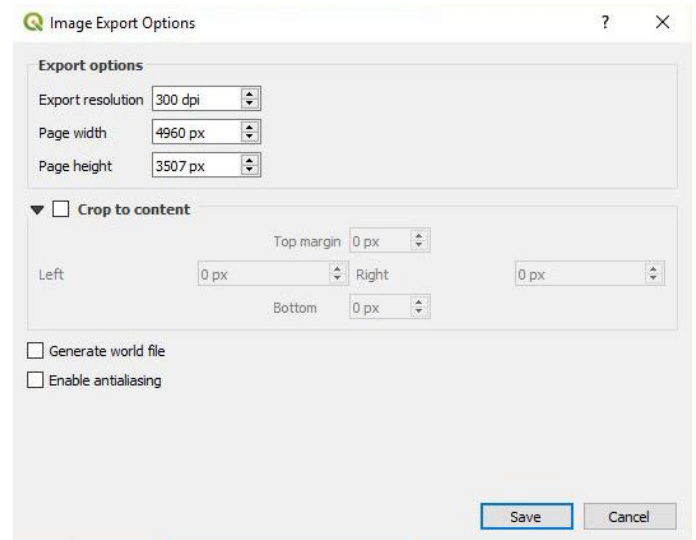 Image Export Options ?
Export options
Export resolution 300 dpi
Page width 4960 px
Page height 3507 px
Crop to content
Top margin 0 px
Left 0 px Right 0 px
Bottom 0 px
Generate world file
Enable antialiasing
Save Cancel